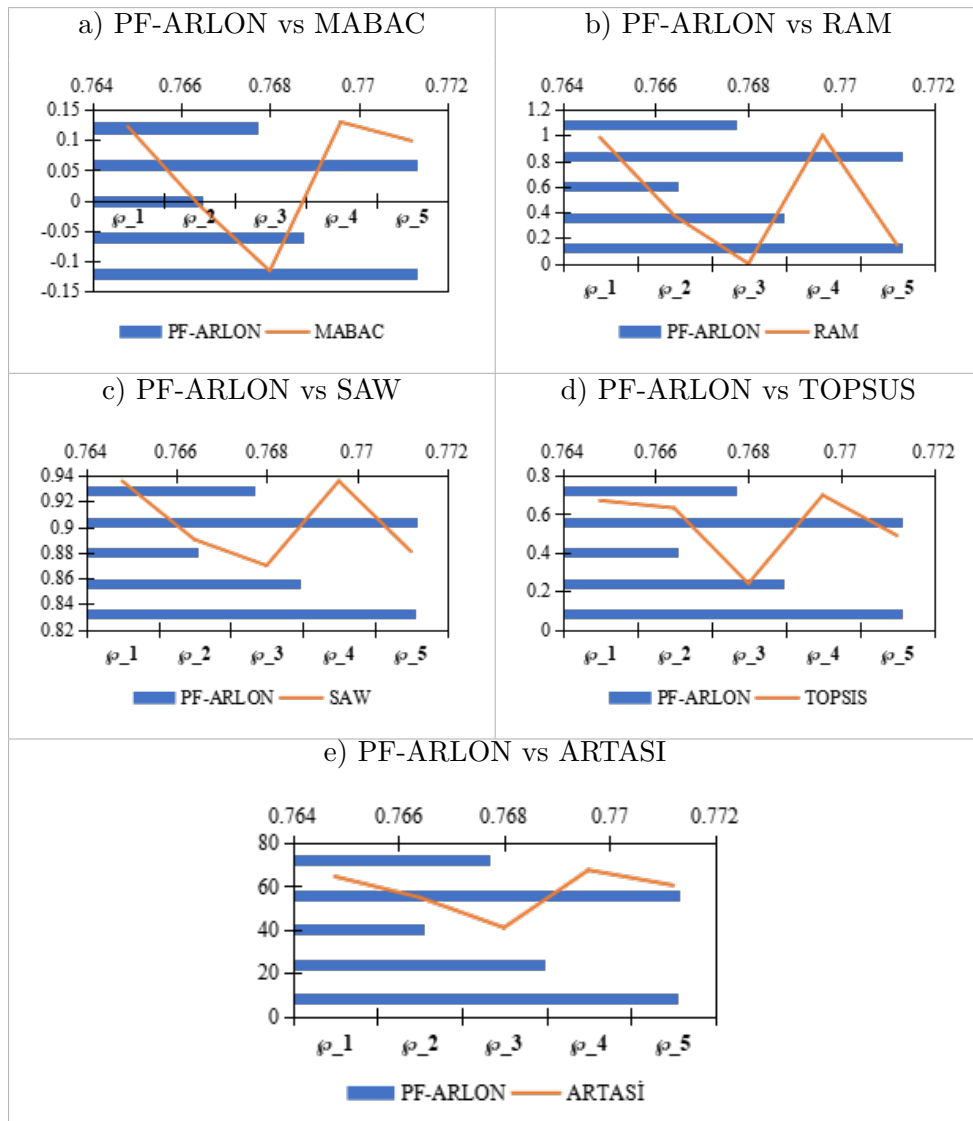 a) PF-ARLON vs MABAC
0.764 0.766 0.768 0.77 0.772
0.15
0.1
0.05
0
-0.05
-0.1
-0.15
℘_1 ℘_2 ℘_3 ℘_4 ℘_5
PF-ARLON MABAC
b) PF-ARLON vs RAM
0.764 0.766 0.768 0.77 0.772
1.2
1
0.8
0.6
0.4
0.2
0
℘_1 ℘_2 ℘_3 ℘_4 ℘_5
PF-ARLON RAM
c) PF-ARLON vs SAW
0.764 0.766 0.768 0.77 0.772
0.94
0.92
0.9
0.88
0.86
0.84
0.82
℘_1 ℘_2 ℘_3 ℘_4 ℘_5
PF-ARLON SAW
d) PF-ARLON vs TOPSUS
0.764 0.766 0.768 0.77 0.772
0.8
0.6
0.4
0.2
0
℘_1 ℘_2 ℘_3 ℘_4 ℘_5
PF-ARLON TOPSIS
e) PF-ARLON vs ARTASI
0.764 0.766 0.768 0.77 0.772
80
60
40
20
0
℘_1 ℘_2 ℘_3 ℘_4 ℘_5
PF-ARLON ARTASİ